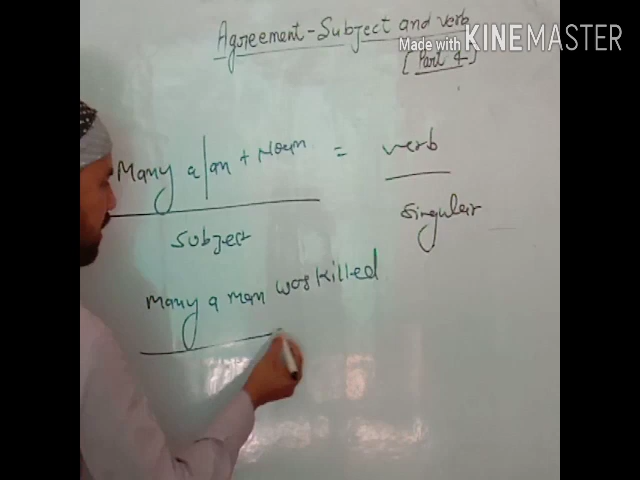 Agreement - Subject and verb
Made with KINEMASTER
[ Part 4 ]
Many a/an + Noun = verb
Subject singular
Many a man was killed